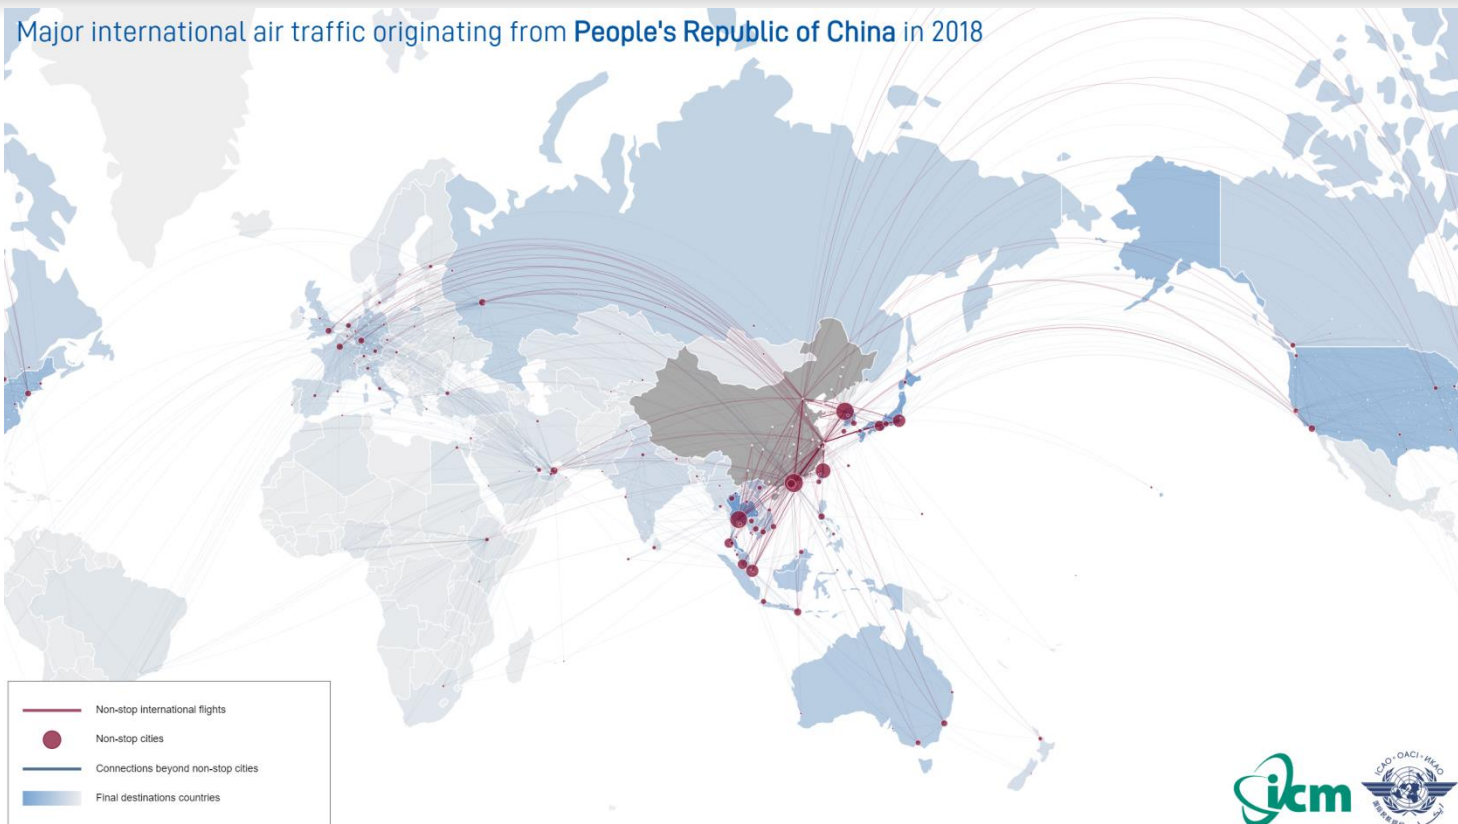 Major international air traffic originating from People's Republic of China in 2018
Non-stop international flights
Non-stop cities
Connections beyond non-stop cities
Final destinations countries
icm
ICAO · OACI · ИКАО